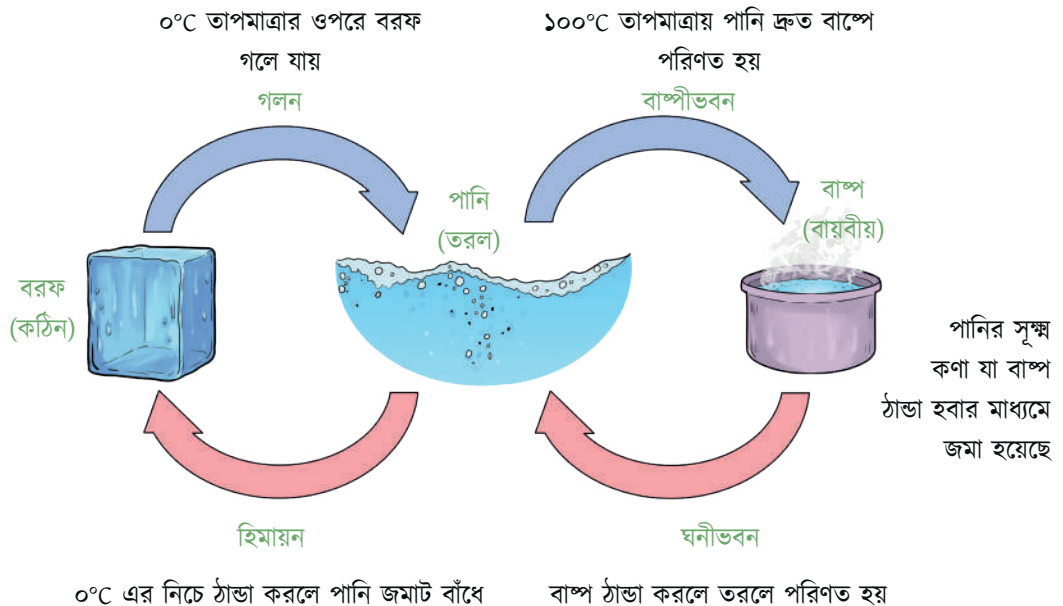 ০°C তাপমাত্রার ওপরে বরফ
গলে যায়
গলন
১০০°C তাপমাত্রায় পানি দ্রুত বাষ্পে
পরিণত হয়
বাষ্পীভবন
পানি
(তরল)
বাষ্প
(বায়বীয়)
বরফ
(কঠিন)
পানির সূক্ষ্ম
কণা যা বাষ্প
ঠান্ডা হবার মাধ্যমে
জমা হয়েছে
হিমায়ন
ঘনীভবন
০°C এর নিচে ঠান্ডা করলে পানি জমাট বাঁধে
বাষ্প ঠান্ডা করলে তরলে পরিণত হয়